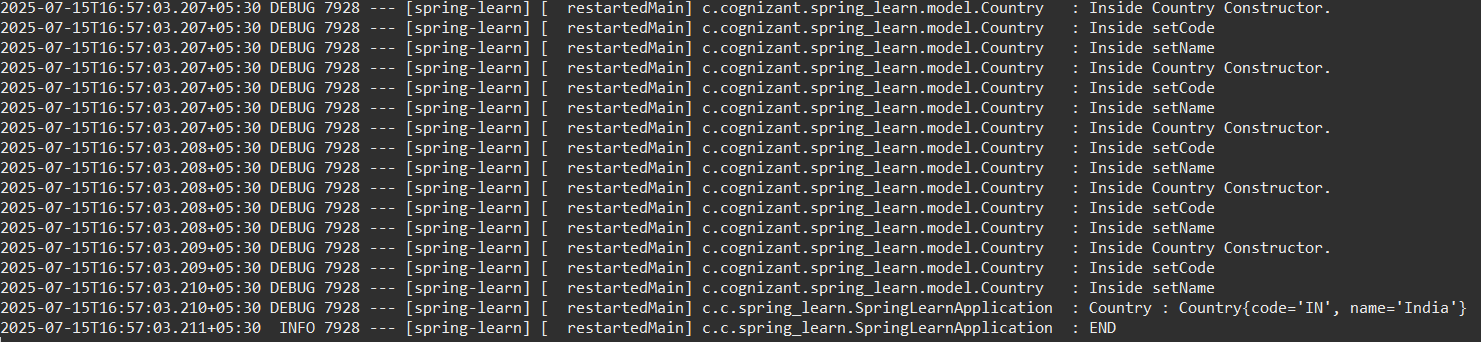 2025-07-15T16:57:03.207+05:30 DEBUG 7928 --- [spring-learn] [  restartedMain] c.cognizant.spring_learn.model.Country   : Inside Country Constructor.
2025-07-15T16:57:03.207+05:30 DEBUG 7928 --- [spring-learn] [  restartedMain] c.cognizant.spring_learn.model.Country   : Inside setCode
2025-07-15T16:57:03.207+05:30 DEBUG 7928 --- [spring-learn] [  restartedMain] c.cognizant.spring_learn.model.Country   : Inside setName
2025-07-15T16:57:03.207+05:30 DEBUG 7928 --- [spring-learn] [  restartedMain] c.cognizant.spring_learn.model.Country   : Inside Country Constructor.
2025-07-15T16:57:03.207+05:30 DEBUG 7928 --- [spring-learn] [  restartedMain] c.cognizant.spring_learn.model.Country   : Inside setCode
2025-07-15T16:57:03.207+05:30 DEBUG 7928 --- [spring-learn] [  restartedMain] c.cognizant.spring_learn.model.Country   : Inside setName
2025-07-15T16:57:03.207+05:30 DEBUG 7928 --- [spring-learn] [  restartedMain] c.cognizant.spring_learn.model.Country   : Inside Country Constructor.
2025-07-15T16:57:03.208+05:30 DEBUG 7928 --- [spring-learn] [  restartedMain] c.cognizant.spring_learn.model.Country   : Inside setCode
2025-07-15T16:57:03.208+05:30 DEBUG 7928 --- [spring-learn] [  restartedMain] c.cognizant.spring_learn.model.Country   : Inside setName
2025-07-15T16:57:03.208+05:30 DEBUG 7928 --- [spring-learn] [  restartedMain] c.cognizant.spring_learn.model.Country   : Inside Country Constructor.
2025-07-15T16:57:03.208+05:30 DEBUG 7928 --- [spring-learn] [  restartedMain] c.cognizant.spring_learn.model.Country   : Inside setCode
2025-07-15T16:57:03.208+05:30 DEBUG 7928 --- [spring-learn] [  restartedMain] c.cognizant.spring_learn.model.Country   : Inside setName
2025-07-15T16:57:03.209+05:30 DEBUG 7928 --- [spring-learn] [  restartedMain] c.cognizant.spring_learn.model.Country   : Inside Country Constructor.
2025-07-15T16:57:03.209+05:30 DEBUG 7928 --- [spring-learn] [  restartedMain] c.cognizant.spring_learn.model.Country   : Inside setCode
2025-07-15T16:57:03.210+05:30 DEBUG 7928 --- [spring-learn] [  restartedMain] c.cognizant.spring_learn.model.Country   : Inside setName
2025-07-15T16:57:03.210+05:30 DEBUG 7928 --- [spring-learn] [  restartedMain] c.c.spring_learn.SpringLearnApplication  : Country : Country{code='IN', name='India'}
2025-07-15T16:57:03.211+05:30  INFO 7928 --- [spring-learn] [  restartedMain] c.c.spring_learn.SpringLearnApplication  : END